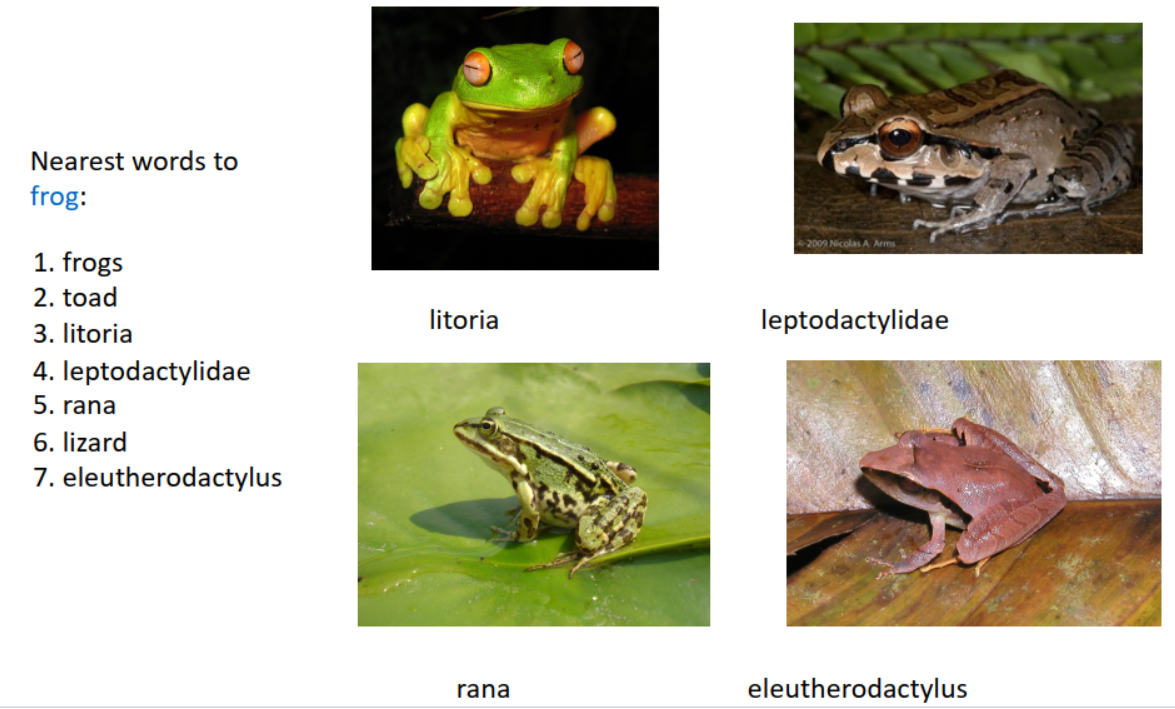 Nearest words to
frog:
1. frogs
2. toad
3. litoria
4. leptodactylidae
5. rana
6. lizard
7. eleutherodactylus
© 2009 Nicolas A. Arms
litoria
leptodactylidae
rana
eleutherodactylus